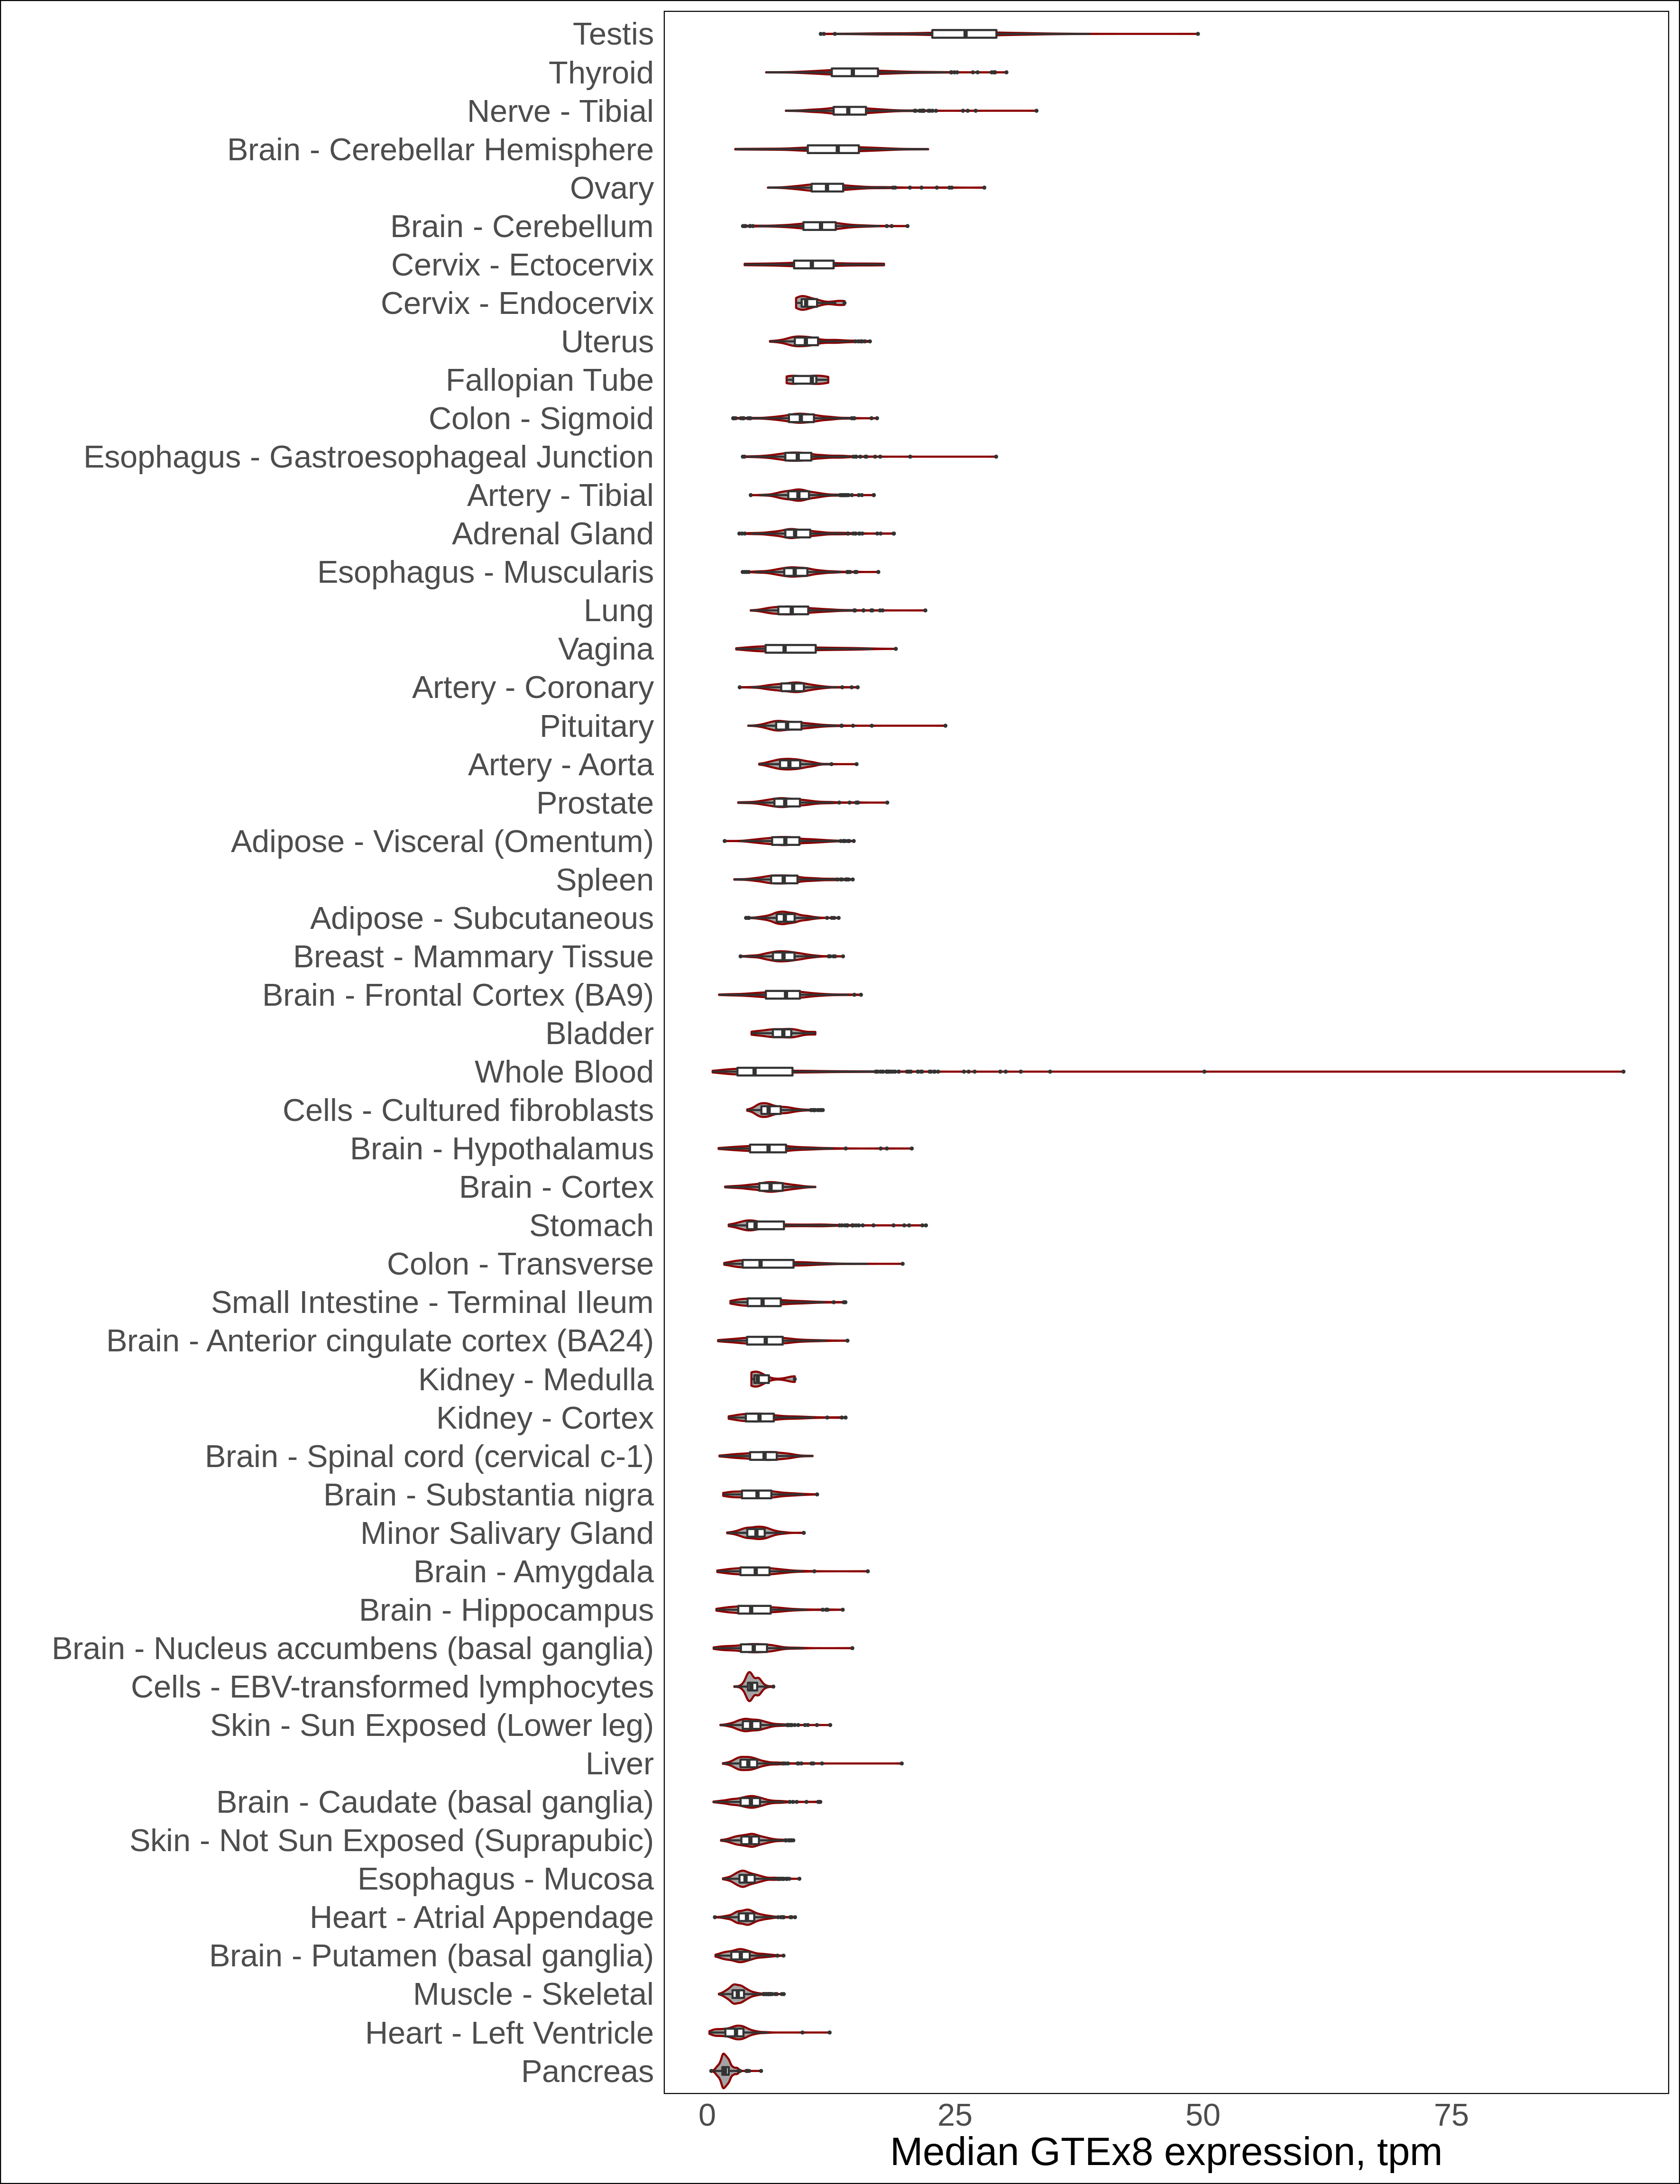 Testis
Thyroid
Nerve - Tibial
Brain - Cerebellar Hemisphere
Ovary
Brain - Cerebellum
Cervix - Ectocervix
Cervix - Endocervix
Uterus
Fallopian Tube
Colon - Sigmoid
Esophagus - Gastroesophageal Junction
Artery - Tibial
Adrenal Gland
Esophagus - Muscularis
Lung
Vagina
Artery - Coronary
Pituitary
Artery - Aorta
Prostate
Adipose - Visceral (Omentum)
Spleen
Adipose - Subcutaneous
Breast - Mammary Tissue
Brain - Frontal Cortex (BA9)
Bladder
Whole Blood
Cells - Cultured fibroblasts
Brain - Hypothalamus
Brain - Cortex
Stomach
Colon - Transverse
Small Intestine - Terminal Ileum
Brain - Anterior cingulate cortex (BA24)
Kidney - Medulla
Kidney - Cortex
Brain - Spinal cord (cervical c-1)
Brain - Substantia nigra
Minor Salivary Gland
Brain - Amygdala
Brain - Hippocampus
Brain - Nucleus accumbens (basal ganglia)
Cells - EBV-transformed lymphocytes
Skin - Sun Exposed (Lower leg)
Liver
Brain - Caudate (basal ganglia)
Skin - Not Sun Exposed (Suprapubic)
Esophagus - Mucosa
Heart - Atrial Appendage
Brain - Putamen (basal ganglia)
Muscle - Skeletal
Heart - Left Ventricle
Pancreas
0 25 50 75
Median GTEx8 expression, tpm